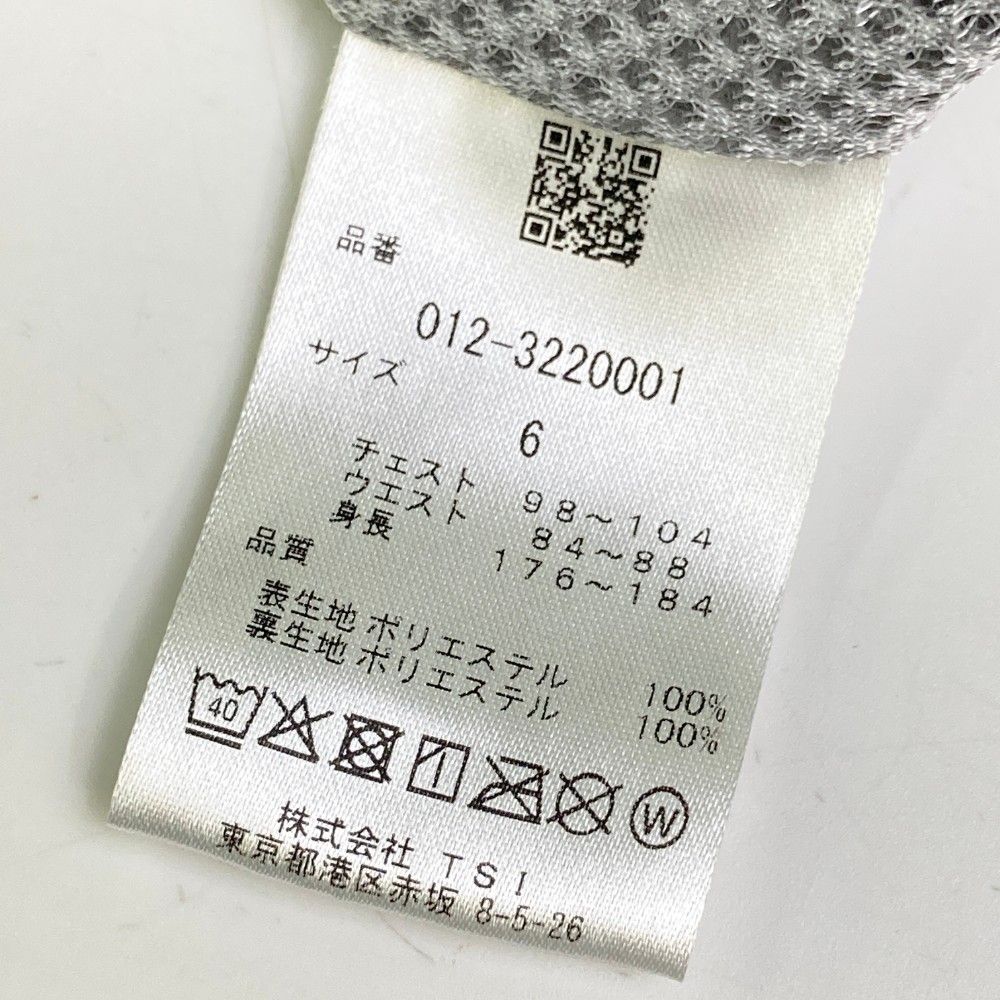 品番
012-3220001
サイズ
6
チェスト 98～104
ウエスト 84～88
身長 176～184
品質
表生地 ポリエステル 100%
裏生地 ポリエステル 100%
40
W
株式会社 TSI
東京都港区赤坂 8-5-26